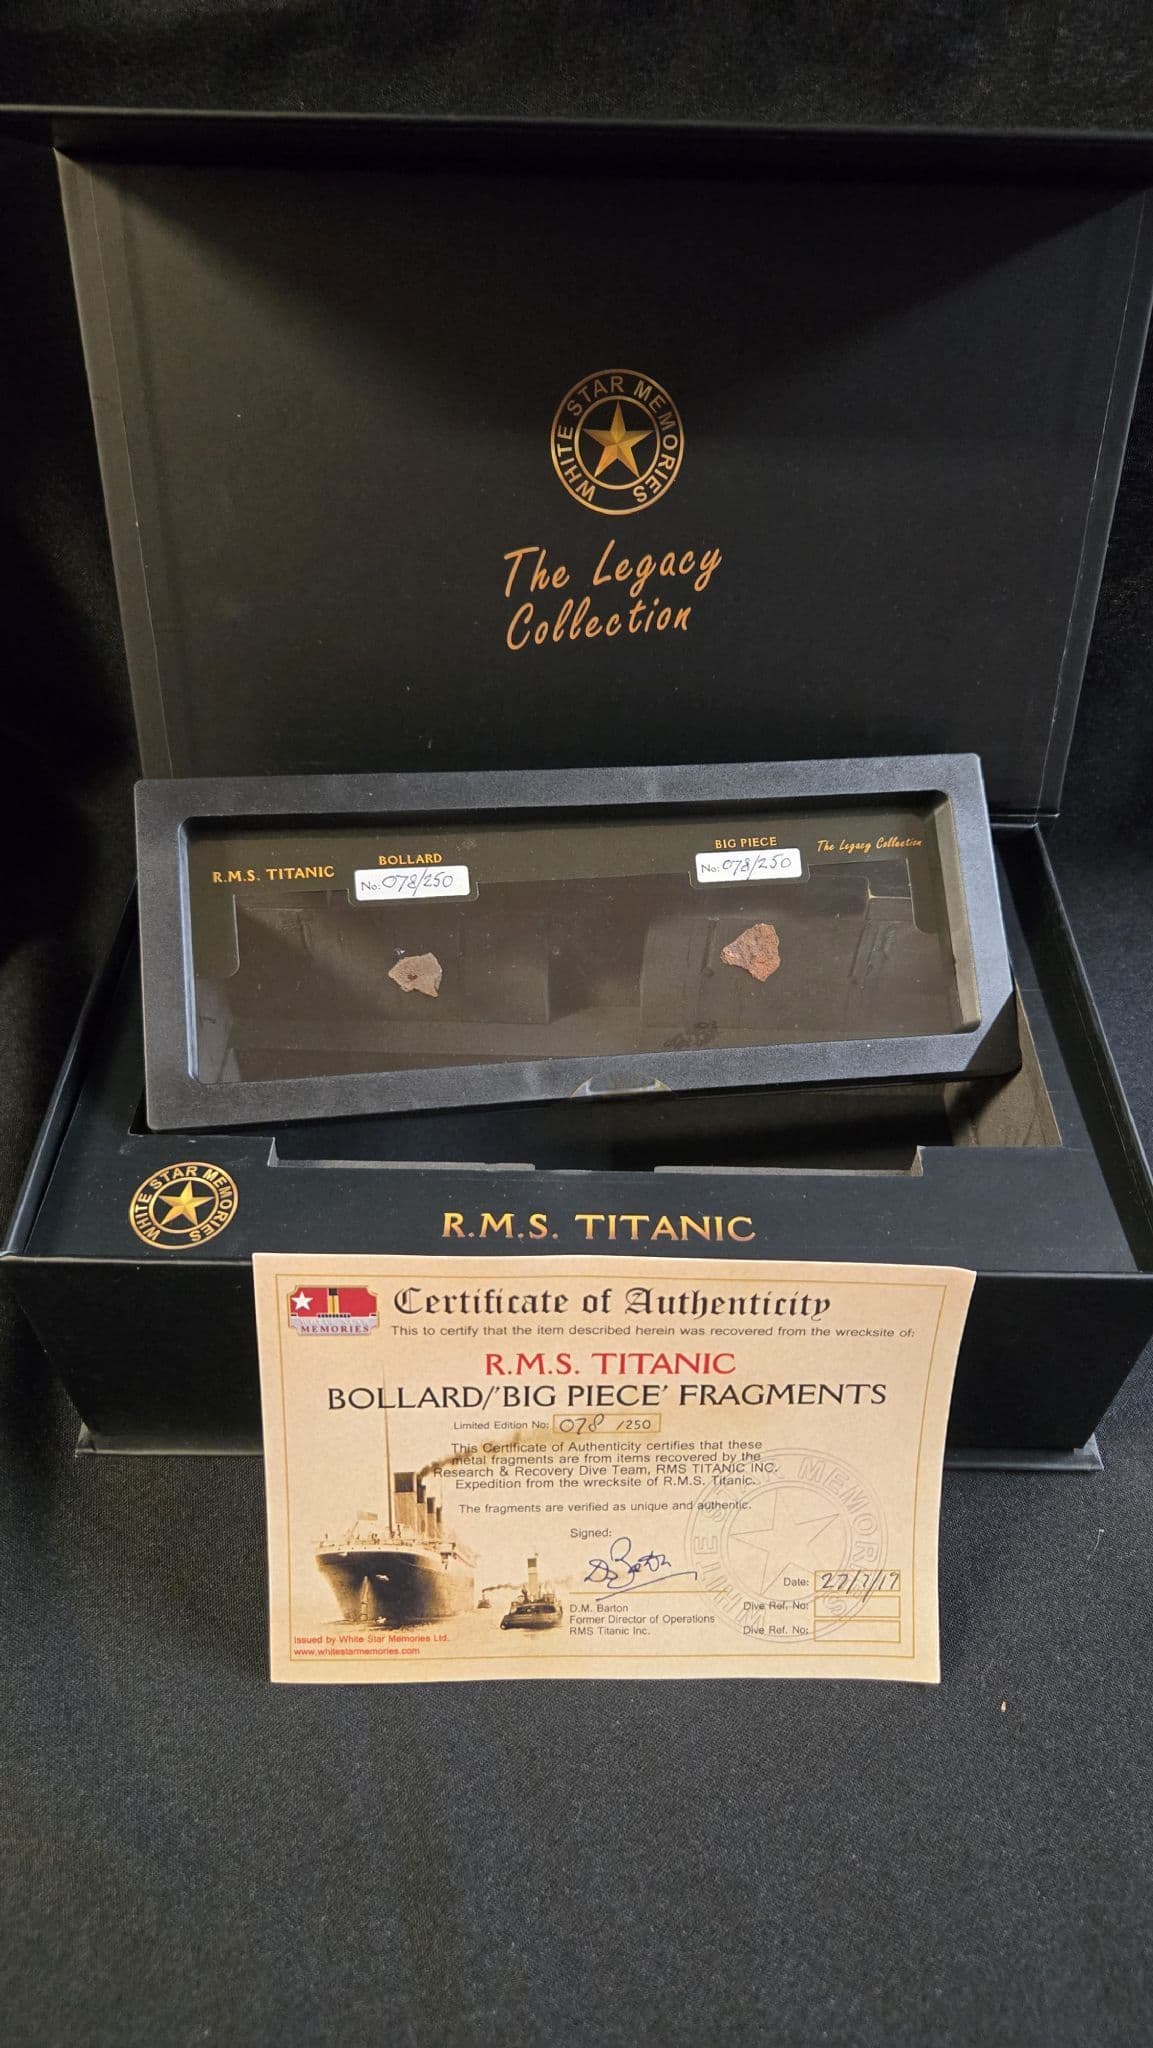 WHITE STAR MEMORIES
The Legacy
Collection
R.M.S. TITANIC
BOLLARD
No: 078/250
BIG PIECE
No: 078/250
The Legacy Collection
WHITE STAR MEMORIES
R.M.S. TITANIC
MEMORIES
Certificate of Authenticity
This to certify that the item described herein was recovered from the wrecksite of:
R.M.S. TITANIC
BOLLARD/'BIG PIECE' FRAGMENTS
Limited Edition No: 078 /250
This Certificate of Authenticity certifies that these
metal fragments are from items recovered by the
Research & Recovery Dive Team, RMS TITANIC INC.
Expedition from the wrecksite of R.M.S. Titanic.
The fragments are verified as unique and authentic.
Signed:
D.M. Barton
Former Director of Operations
RMS Titanic Inc.
Date: 27/7/17
Dive Ref. No:
Dive Ref. No:
Issued by White Star Memories Ltd.
www.whitestarmemories.com